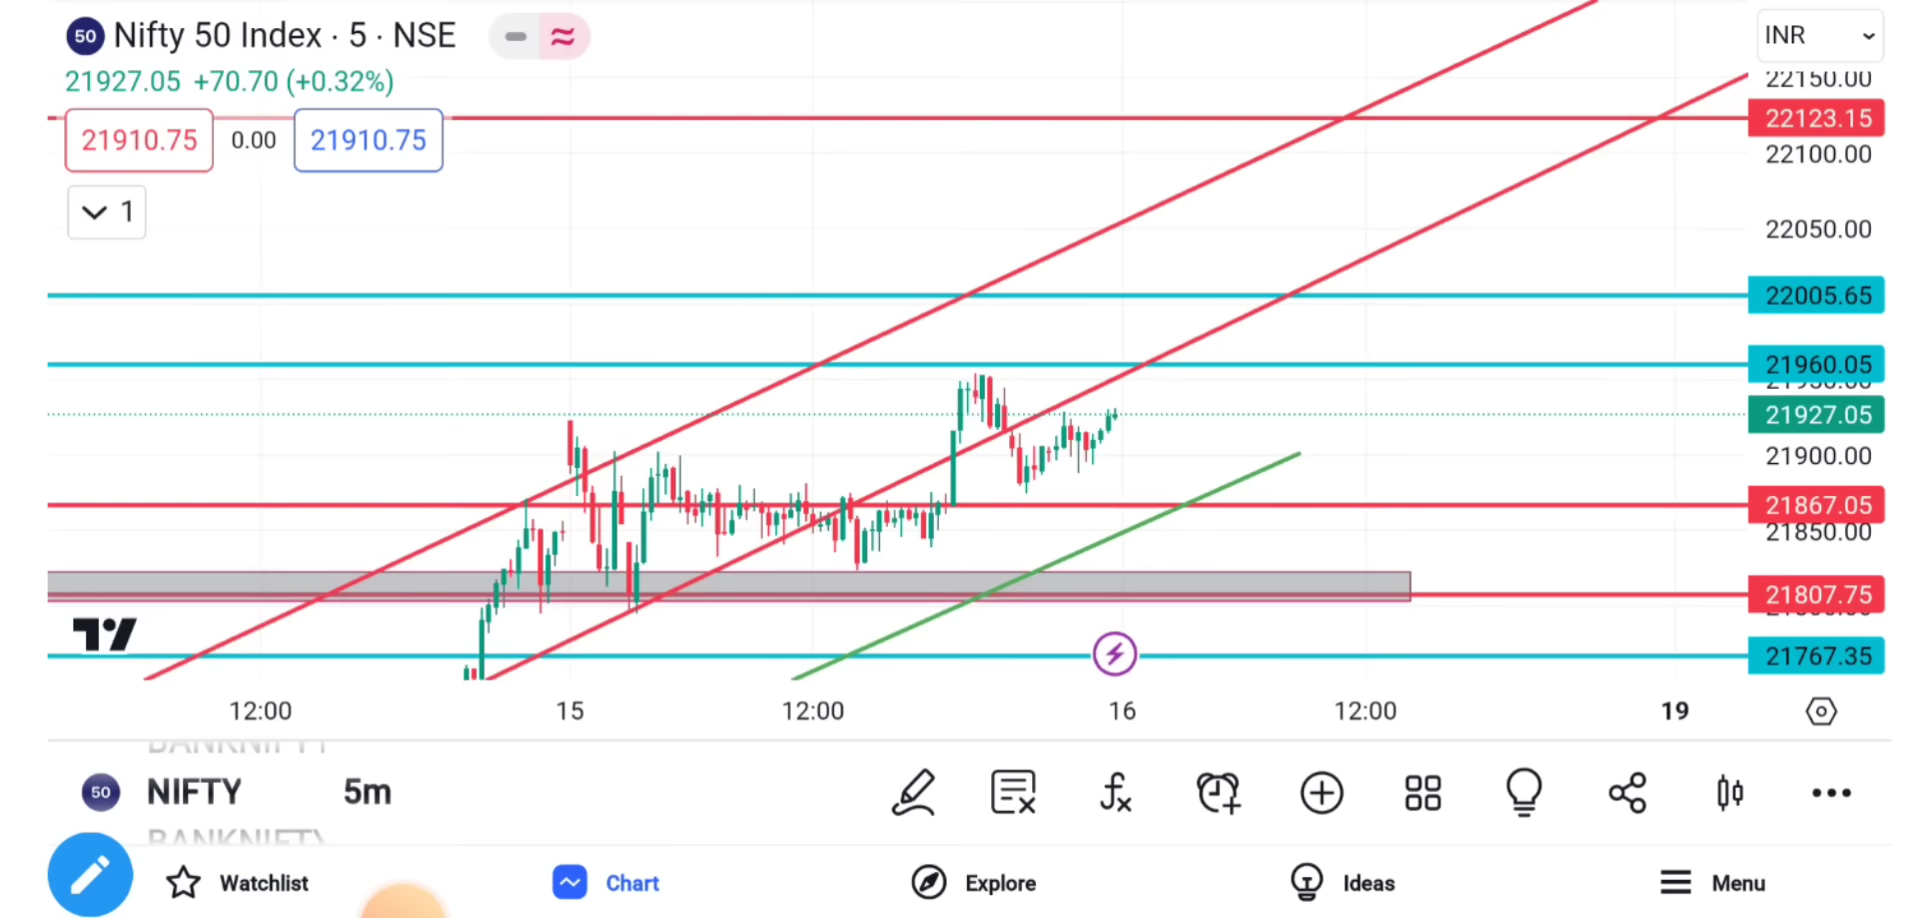 50 Nifty 50 Index · 5 · NSE
INR
21927.05 +70.70 (+0.32%)
22150.00
21910.75 0.00 21910.75
22123.15
22100.00
1
22050.00
22005.65
21960.05
21927.05
21900.00
21867.05
21850.00
21807.75
21767.35
12:00 15 12:00 16 12:00 19
BANKNIFTY
50 NIFTY 5m
BANKNIFTY
Watchlist Chart Explore Ideas Menu